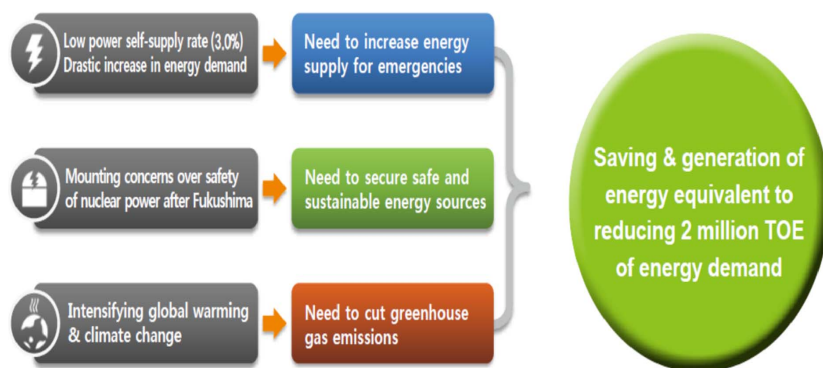 Low power self-supply rate (3.0%)
Drastic increase in energy demand
Need to increase energy
supply for emergencies
Mounting concerns over safety
of nuclear power after Fukushima
Need to secure safe and
sustainable energy sources
Intensifying global warming
& climate change
Need to cut greenhouse
gas emissions
Saving & generation of
energy equivalent to
reducing 2 million TOE
of energy demand